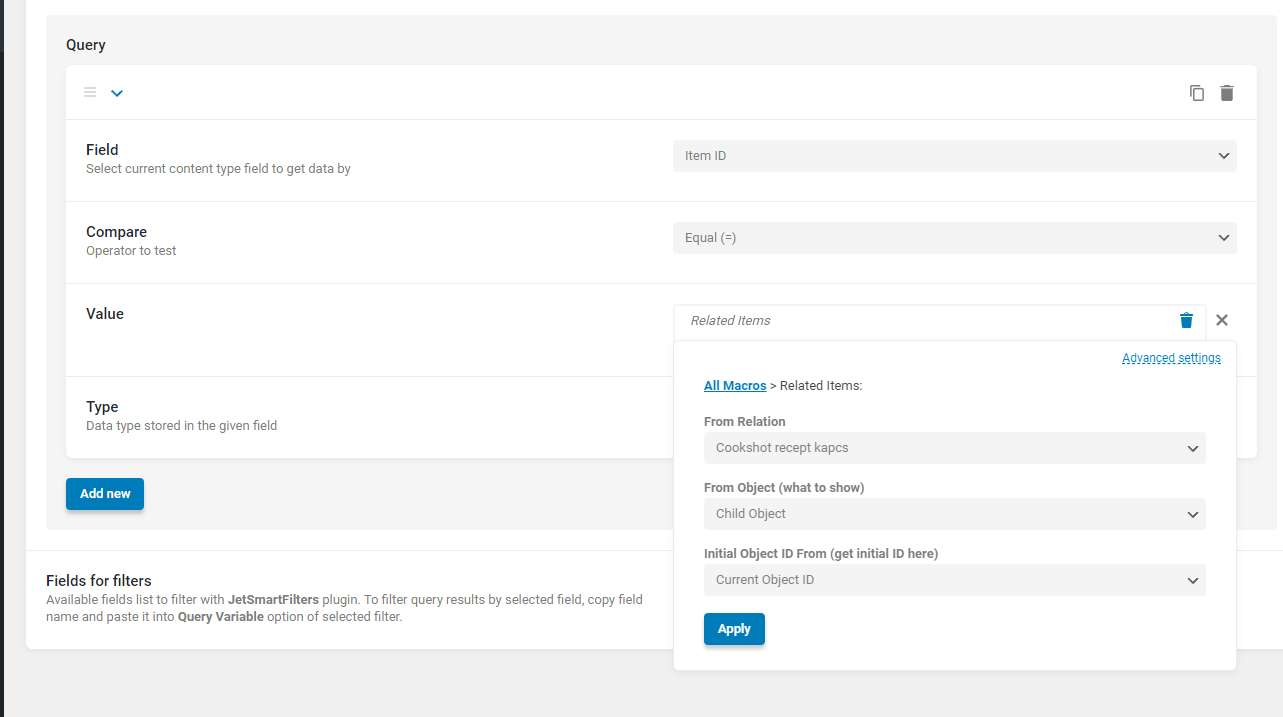 Query
Field
Select current content type field to get data by
Item ID
Compare
Operator to test
Equal (=)
Value
Related Items
Advanced settings
All Macros > Related Items:
From Relation
Cookshot recept kapcs
From Object (what to show)
Child Object
Initial Object ID From (get initial ID here)
Current Object ID
Apply
Type
Data type stored in the given field
Add new
Fields for filters
Available fields list to filter with JetSmartFilters plugin. To filter query results by selected field, copy field
name and paste it into Query Variable option of selected filter.